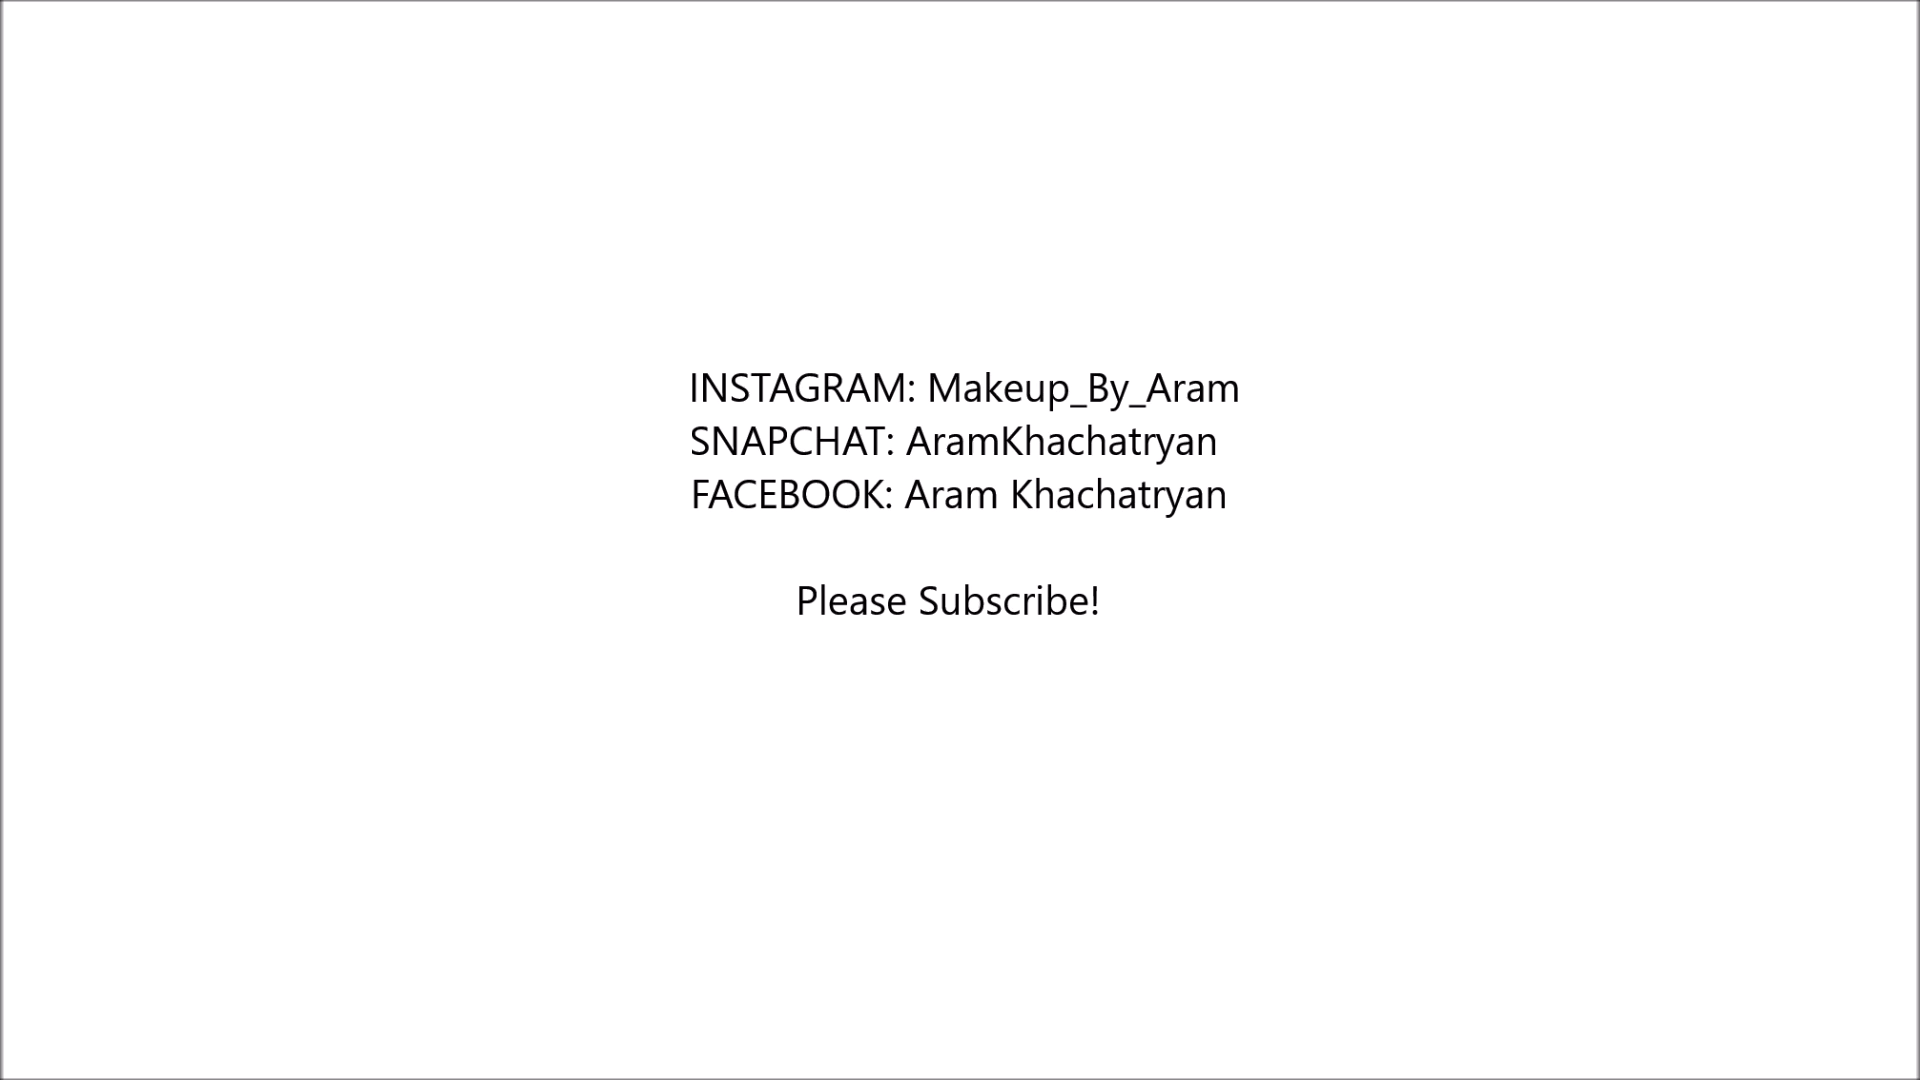 INSTAGRAM: Makeup_By_Aram
SNAPCHAT: AramKhachatryan
FACEBOOK: Aram Khachatryan
Please Subscribe!